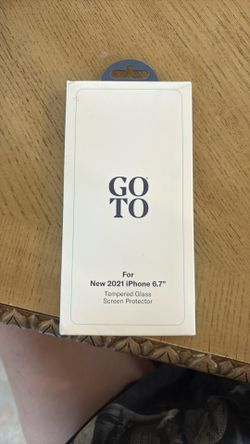 GO
TO
For
New 2021 iPhone 6.7"
Tempered Glass
Screen Protector